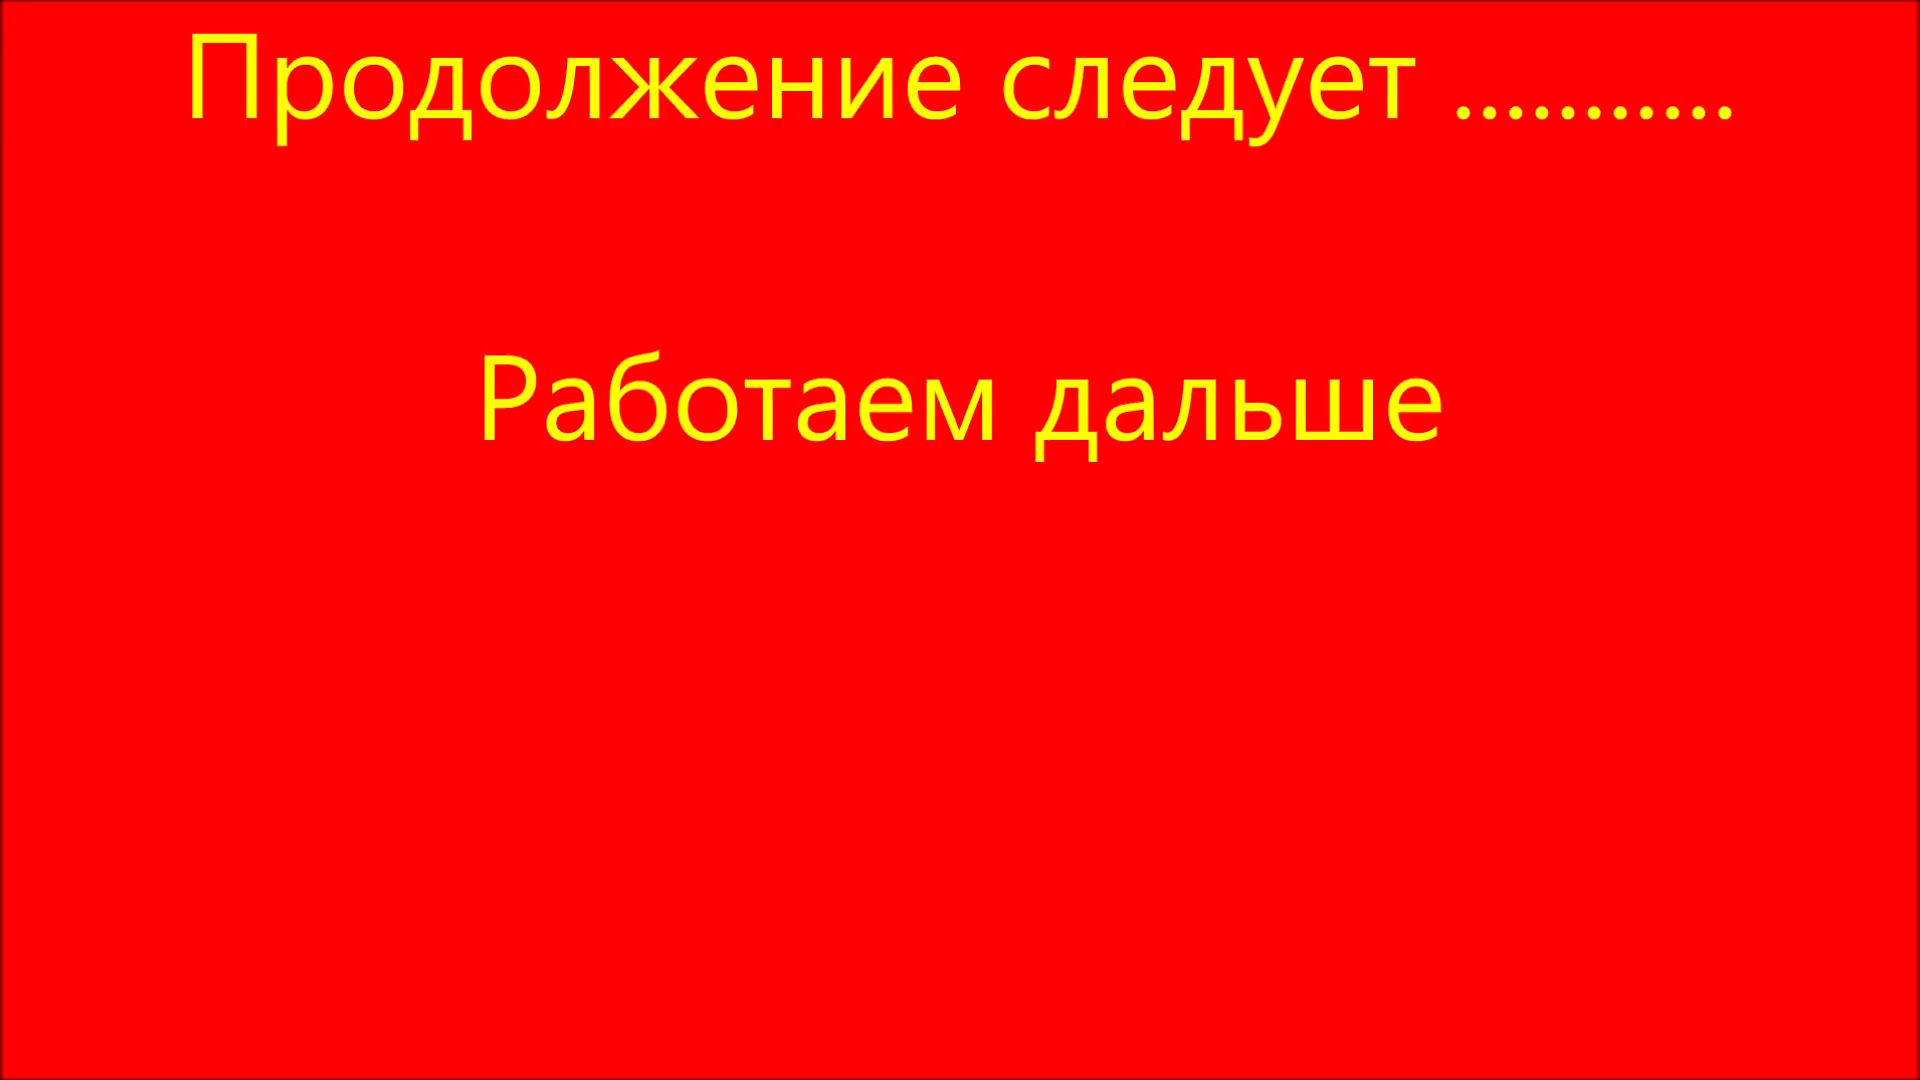 Продолжение следует ...........
Работаем дальше